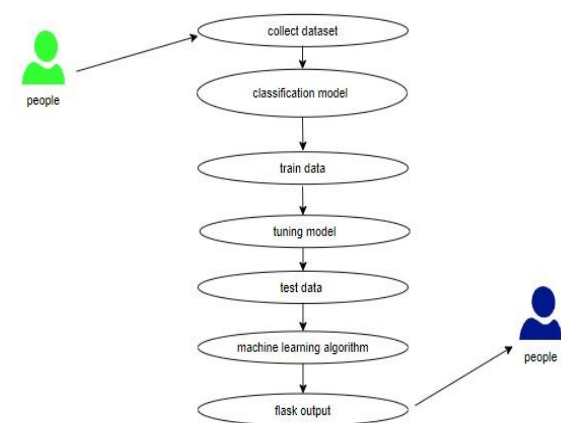 collect dataset
people
classification model
train data
tuning model
test data
machine learning algorithm
people
flask output